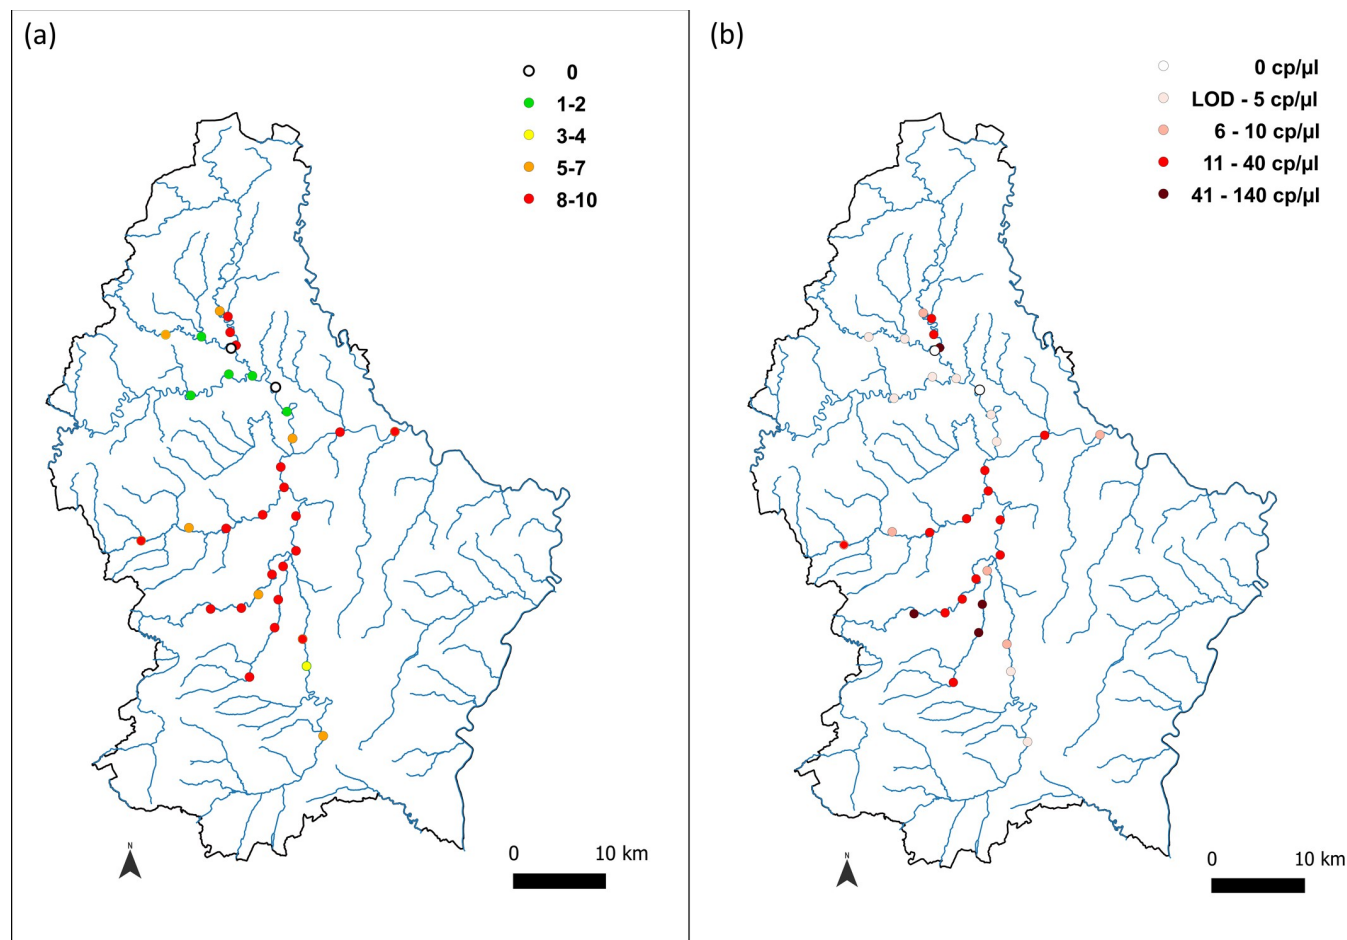 (a)
0
1-2
3-4
5-7
8-10
N
0 10 km
(b)
0 cp/µl
LOD - 5 cp/µl
6 - 10 cp/µl
11 - 40 cp/µl
41 - 140 cp/µl
N
0 10 km